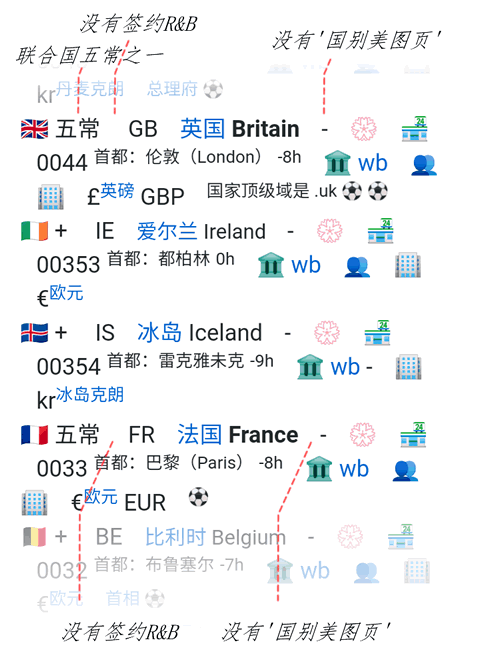 没有签约R&B
联合国五常之一
没有'国别美图页'
kr丹麦克朗 总理府
五常 GB 英国 Britain -
0044 首都：伦敦（London） -8h wb
£英磅 GBP 国家顶级域是 .uk
+ IE 爱尔兰 Ireland -
00353 首都：都柏林 0h wb
€欧元
+ IS 冰岛 Iceland -
00354 首都：雷克雅未克 -9h wb -
kr冰岛克朗
五常 FR 法国 France -
0033 首都：巴黎（Paris） -8h wb
€欧元 EUR
+ BE 比利时 Belgium -
0032 首都：布鲁塞尔 -7h wb
€欧元 首相
没有签约R&B 没有'国别美图页'